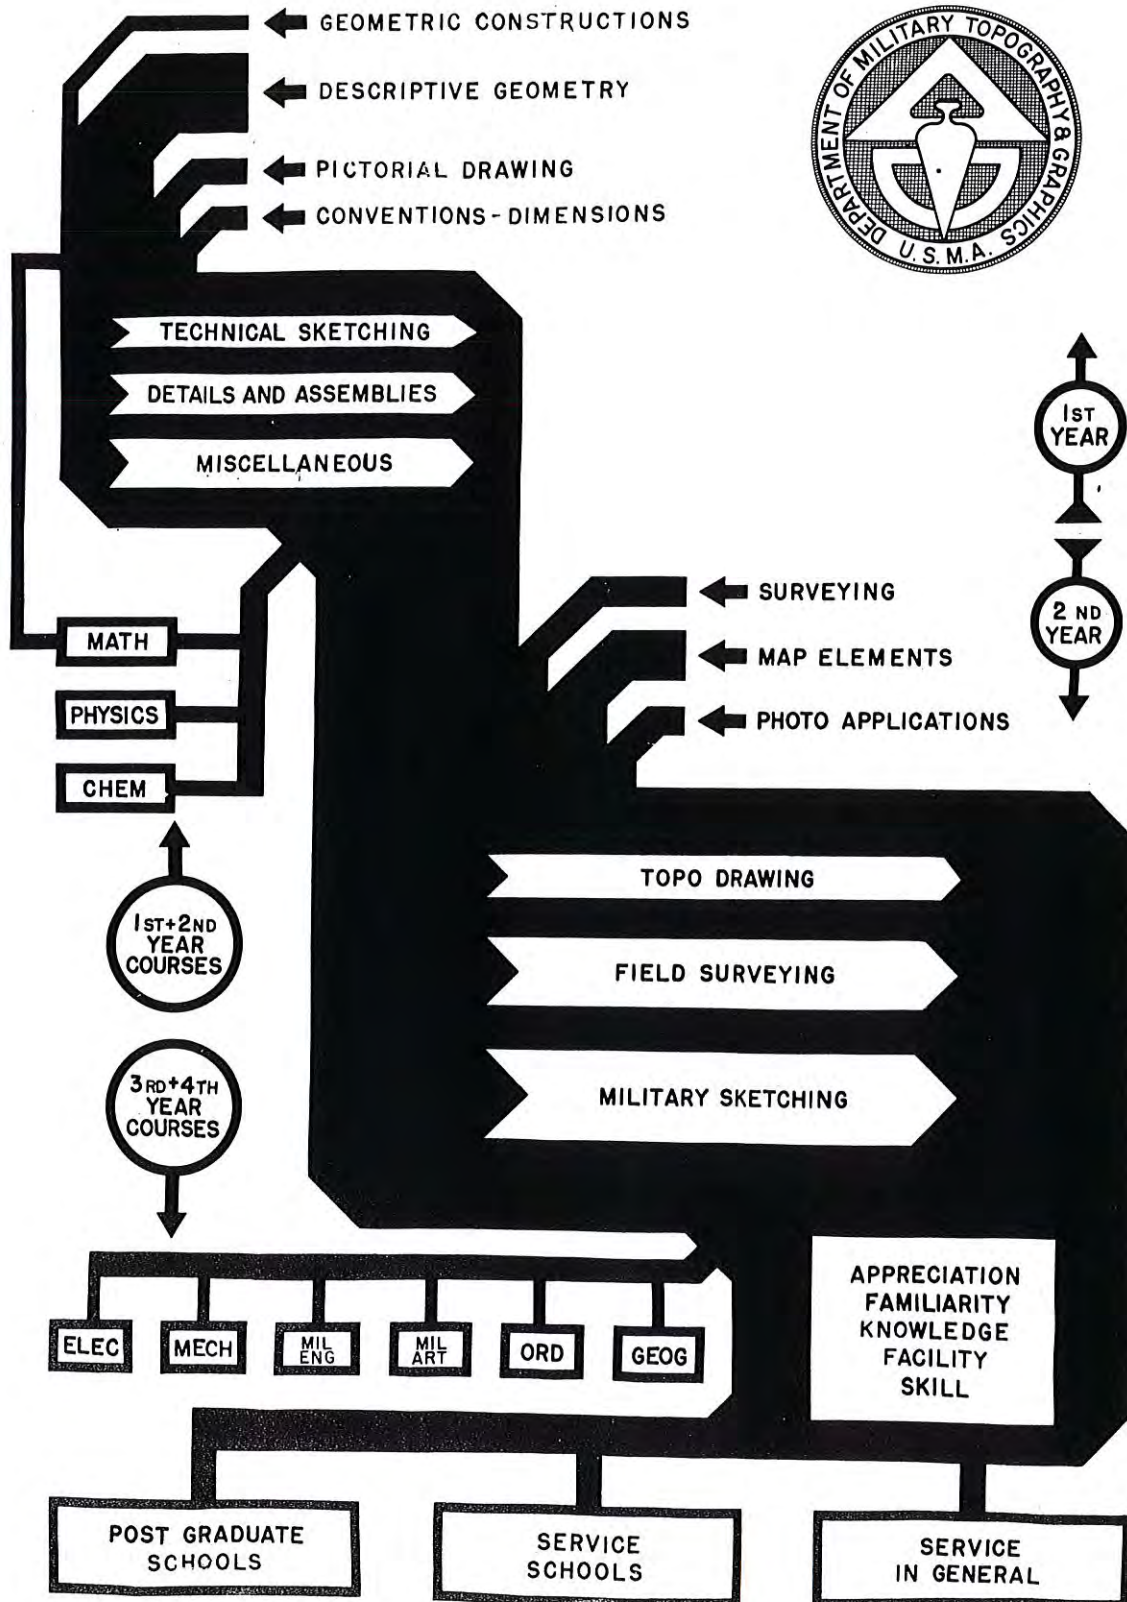 GEOMETRIC CONSTRUCTIONS
DESCRIPTIVE GEOMETRY
PICTORIAL DRAWING
CONVENTIONS-DIMENSIONS
DEPARTMENT OF MILITARY TOPOGRAPHY & GRAPHICS
U.S.M.A.
TECHNICAL SKETCHING
DETAILS AND ASSEMBLIES
MISCELLANEOUS
1ST
YEAR
2 ND
YEAR
SURVEYING
MAP ELEMENTS
PHOTO APPLICATIONS
MATH
PHYSICS
CHEM
1ST+2ND
YEAR
COURSES
3RD+4TH
YEAR
COURSES
TOPO DRAWING
FIELD SURVEYING
MILITARY SKETCHING
ELEC
MECH
MIL
ENG
MIL
ART
ORD
GEOG
APPRECIATION
FAMILIARITY
KNOWLEDGE
FACILITY
SKILL
POST GRADUATE
SCHOOLS
SERVICE
SCHOOLS
SERVICE
IN GENERAL